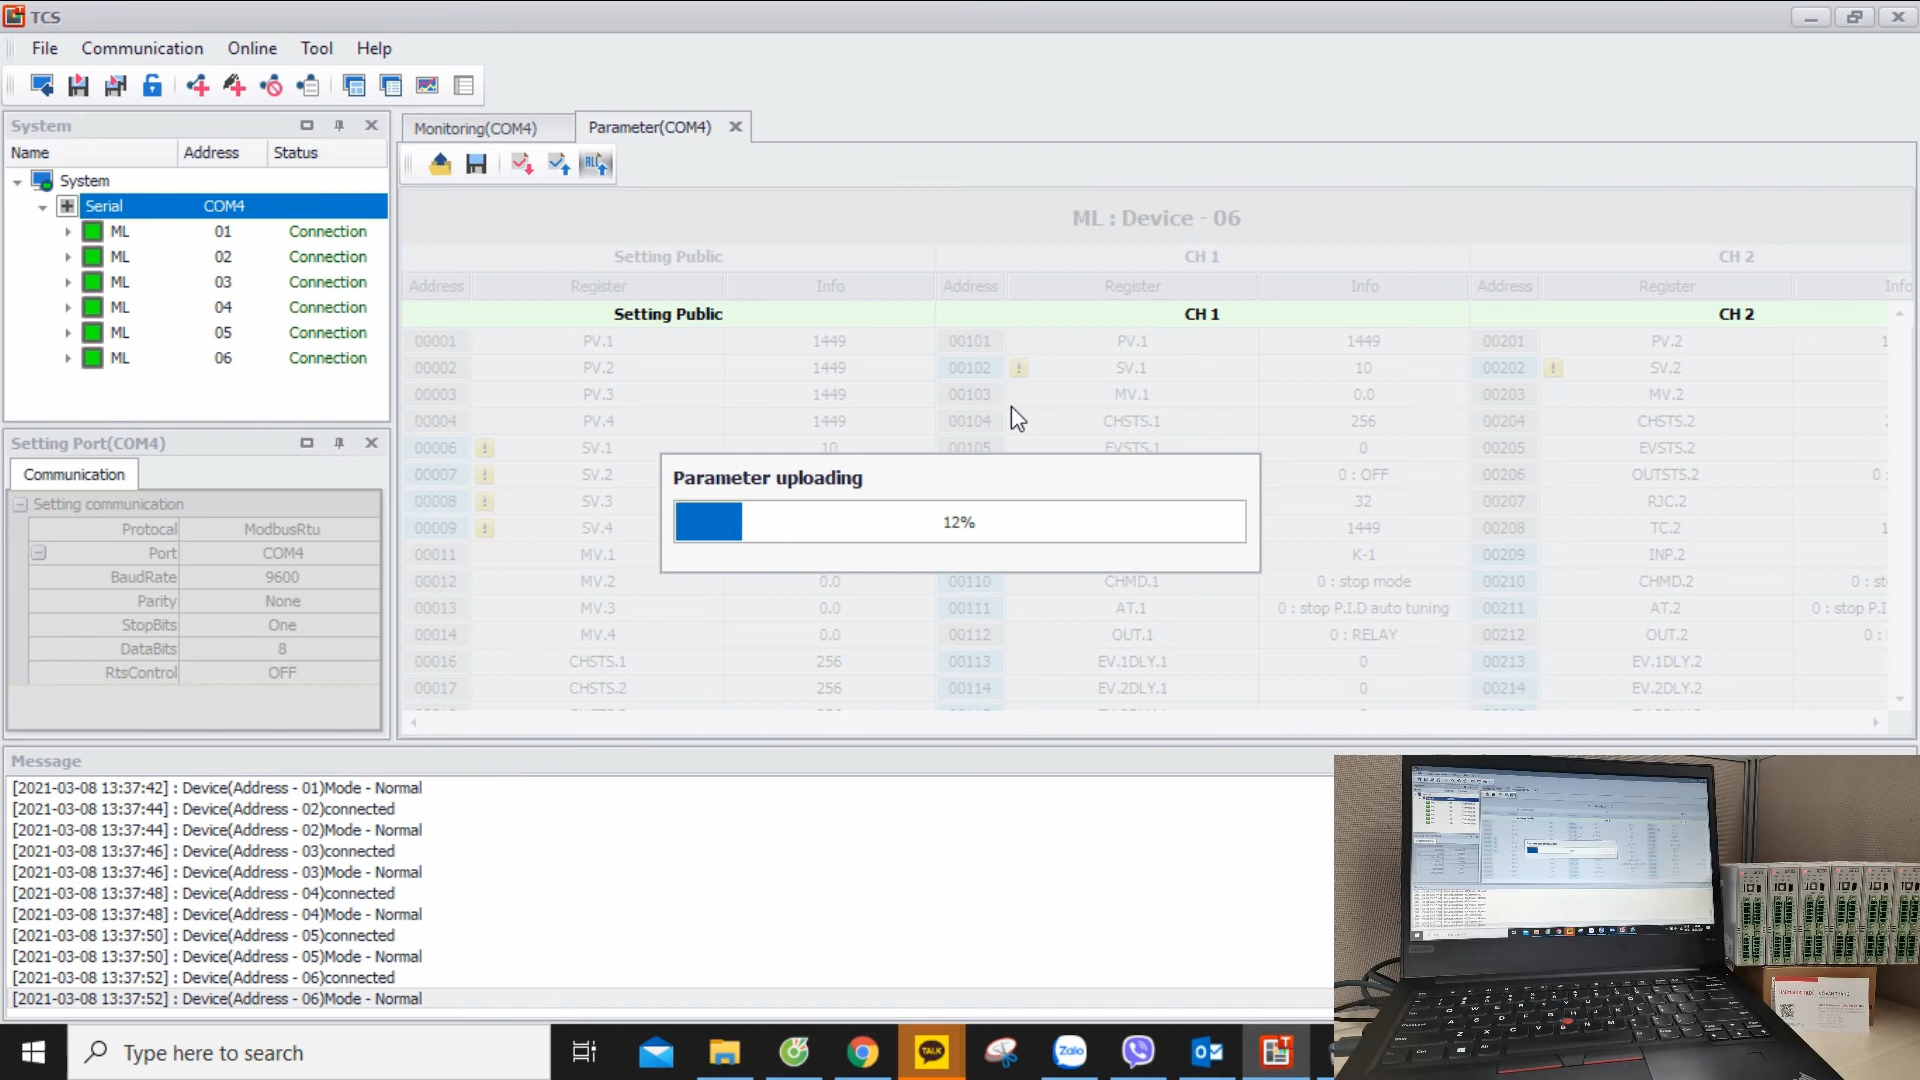 TCS
File Communication Online Tool Help
System
Name Address Status
System
Serial COM4
ML 01 Connection
ML 02 Connection
ML 03 Connection
ML 04 Connection
ML 05 Connection
ML 06 Connection
Setting Port(COM4)
Communication
Setting communication
Protocal ModbusRtu
Port COM4
BaudRate 9600
Parity None
StopBits One
DataBits 8
RtsControl OFF
Monitoring(COM4) Parameter(COM4)
ALL
ML : Device - 06
Setting Public CH 1 CH 2
Address Register Info Address Register Info Address Register Info
Setting Public CH 1 CH 2
00001 PV.1 1449 00101 PV.1 1449 00201 PV.2 1
00002 PV.2 1449 00102 ! SV.1 10 00202 ! SV.2
00003 PV.3 1449 00103 MV.1 0.0 00203 MV.2
00004 PV.4 1449 00104 CHSTS.1 256 00204 CHSTS.2
00006 ! SV.1 10 00105 EVSTS.1 0 00205 EVSTS.2
00007 ! SV.2 0 : OFF 00206 OUTSTS.2 0 :
00008 ! SV.3 32 00207 RJC.2
00009 ! SV.4 1449 00208 TC.2 1
00011 MV.1 K-1 00209 INP.2
00012 MV.2 0.0 00110 CHMD.1 0 : stop mode 00210 CHMD.2 0 : st
00013 MV.3 0.0 00111 AT.1 0 : stop P.I.D auto tuning 00211 AT.2 0 : stop P.I
00014 MV.4 0.0 00112 OUT.1 0 : RELAY 00212 OUT.2 0 :
00016 CHSTS.1 256 00113 EV.1DLY.1 0 00213 EV.1DLY.2
00017 CHSTS.2 256 00114 EV.2DLY.1 0 00214 EV.2DLY.2
Parameter uploading
12%
Message
[2021-03-08 13:37:42] : Device(Address - 01)Mode - Normal
[2021-03-08 13:37:44] : Device(Address - 02)connected
[2021-03-08 13:37:44] : Device(Address - 02)Mode - Normal
[2021-03-08 13:37:46] : Device(Address - 03)connected
[2021-03-08 13:37:46] : Device(Address - 03)Mode - Normal
[2021-03-08 13:37:48] : Device(Address - 04)connected
[2021-03-08 13:37:48] : Device(Address - 04)Mode - Normal
[2021-03-08 13:37:50] : Device(Address - 05)connected
[2021-03-08 13:37:50] : Device(Address - 05)Mode - Normal
[2021-03-08 13:37:52] : Device(Address - 06)connected
[2021-03-08 13:37:52] : Device(Address - 06)Mode - Normal
Type here to search
TALK
Zalo